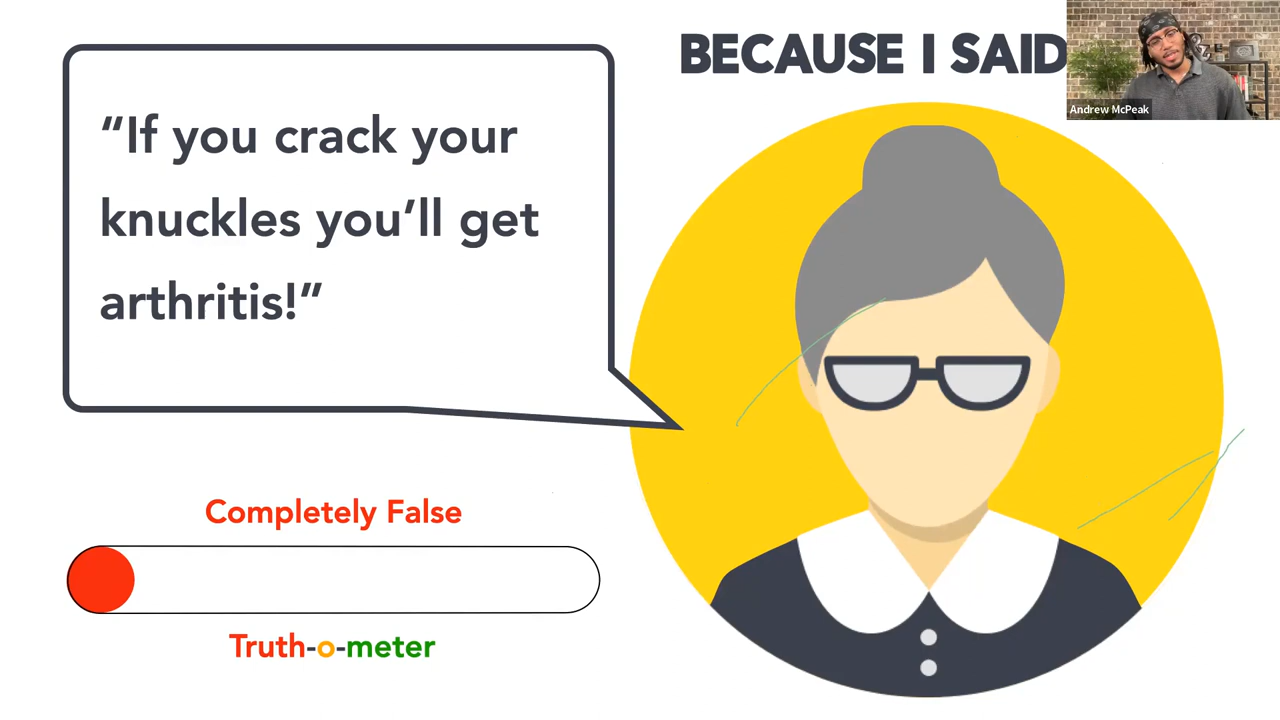 “If you crack your
knuckles you’ll get
arthritis!”
BECAUSE I SAID
Andrew McPeak
Completely False
Truth-o-meter